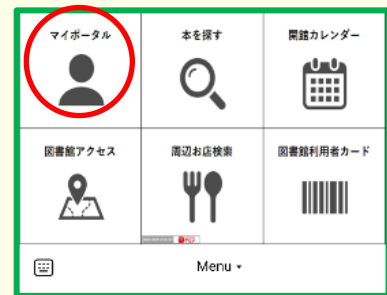 マイポータル
本を探す
開館カレンダー
図書館アクセス
周辺お店検索
図書館利用者カード
Menu